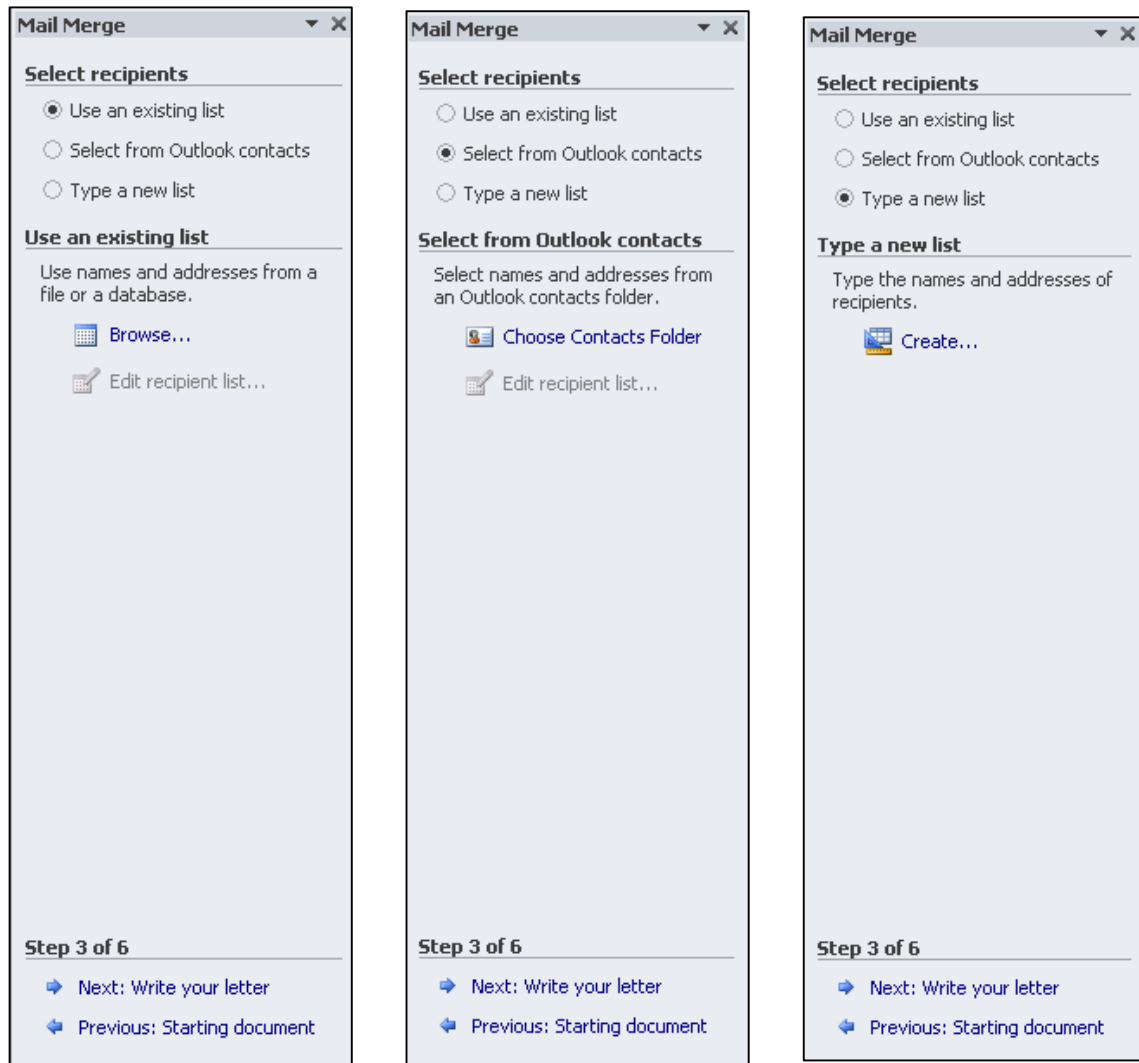 Mail Merge
Select recipients
Use an existing list
Select from Outlook contacts
Type a new list
Use an existing list
Use names and addresses from a
file or a database.
Browse...
Edit recipient list...
Step 3 of 6
Next: Write your letter
Previous: Starting document
Mail Merge
Select recipients
Use an existing list
Select from Outlook contacts
Type a new list
Select from Outlook contacts
Select names and addresses from
an Outlook contacts folder.
Choose Contacts Folder
Edit recipient list...
Step 3 of 6
Next: Write your letter
Previous: Starting document
Mail Merge
Select recipients
Use an existing list
Select from Outlook contacts
Type a new list
Type a new list
Type the names and addresses of
recipients.
Create...
Step 3 of 6
Next: Write your letter
Previous: Starting document